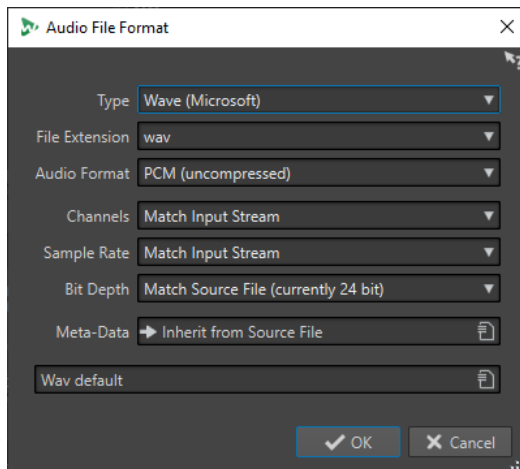 Audio File Format
Type Wave (Microsoft)
File Extension wav
Audio Format PCM (uncompressed)
Channels Match Input Stream
Sample Rate Match Input Stream
Bit Depth Match Source File (currently 24 bit)
Meta-Data Inherit from Source File
Wav default
OK Cancel